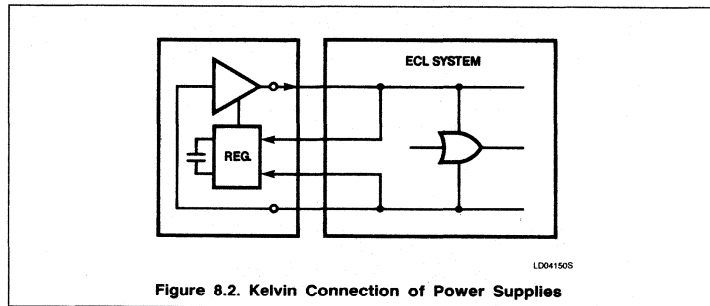 ECL SYSTEM
REG.
LD04150S
Figure 8.2. Kelvin Connection of Power Supplies